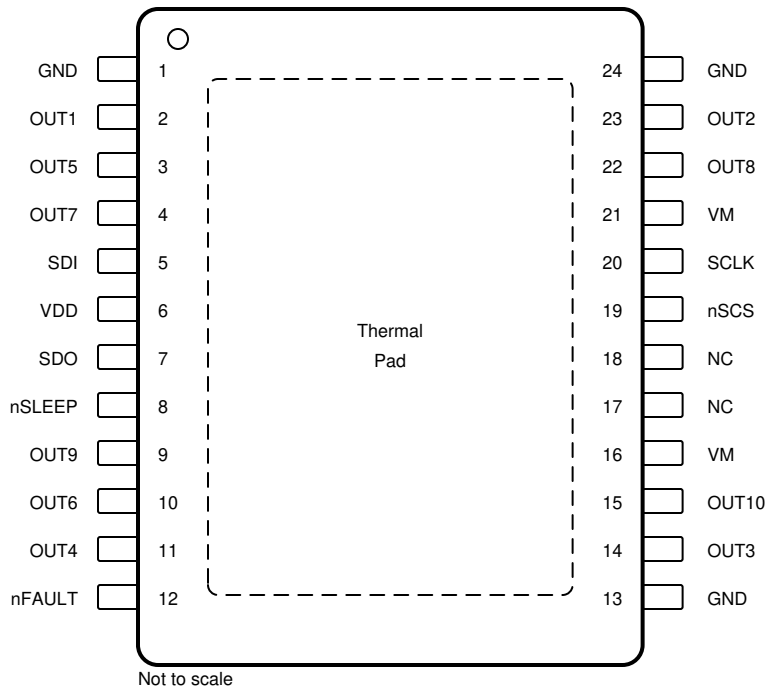 GND 1 24 GND
OUT1 2 23 OUT2
OUT5 3 22 OUT8
OUT7 4 21 VM
SDI 5 20 SCLK
VDD 6 19 nSCS
Thermal
Pad
SDO 7 18 NC
nSLEEP 8 17 NC
OUT9 9 16 VM
OUT6 10 15 OUT10
OUT4 11 14 OUT3
nFAULT 12 13 GND
Not to scale